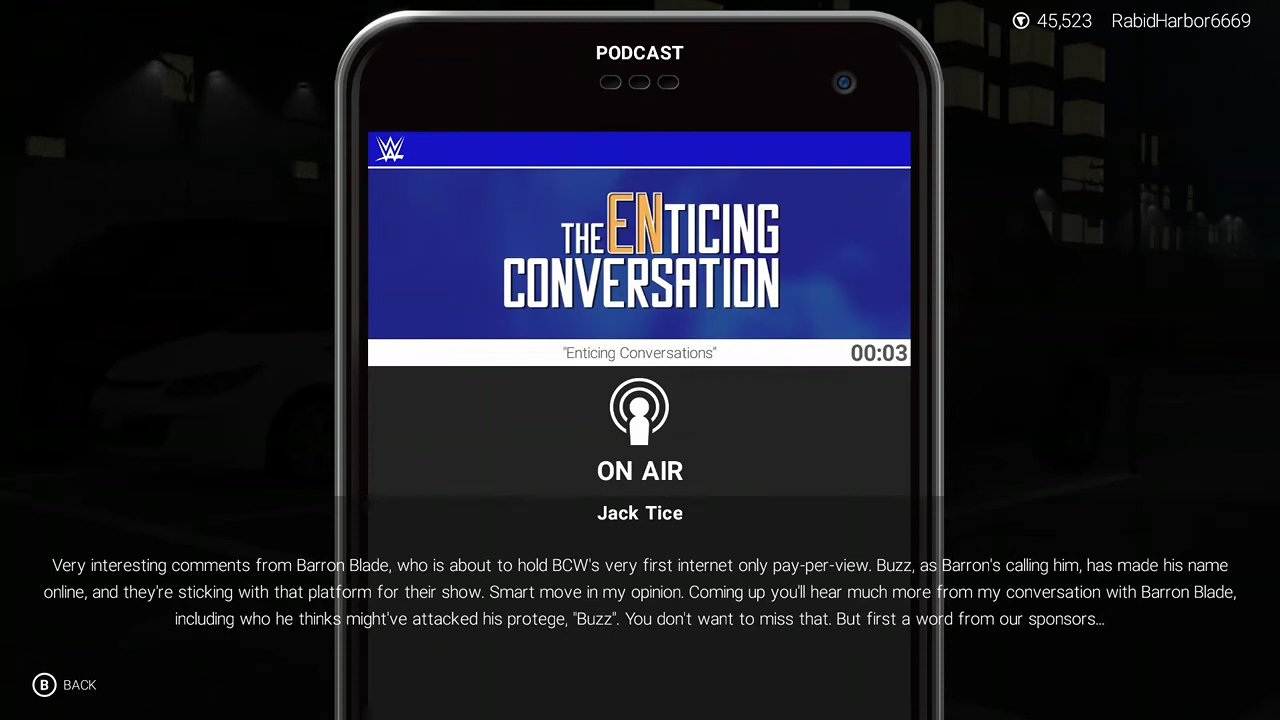 45,523 RabidHarbor6669
PODCAST
W
THE ENTICING
CONVERSATION
"Enticing Conversations" 00:03
ON AIR
Jack Tice
Very interesting comments from Barron Blade, who is about to hold BCW's very first internet only pay-per-view. Buzz, as Barron's calling him, has made his name
online, and they're sticking with that platform for their show. Smart move in my opinion. Coming up you'll hear much more from my conversation with Barron Blade,
including who he thinks might've attacked his protege, "Buzz". You don't want to miss that. But first a word from our sponsors...
B BACK